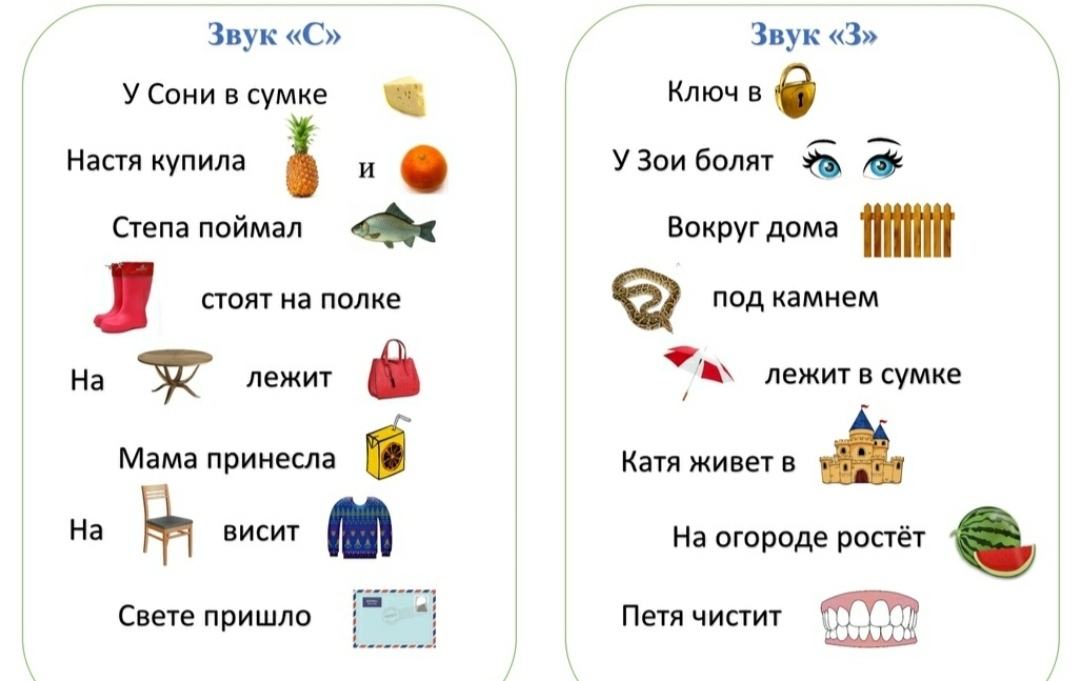 Звук «С»
У Сони в сумке
Настя купила и
Степа поймал
стоят на полке
На лежит
Мама принесла
На висит
Свете пришло
Звук «З»
Ключ в
У Зои болят
Вокруг дома
под камнем
лежит в сумке
Катя живет в
На огороде ростёт
Петя чистит